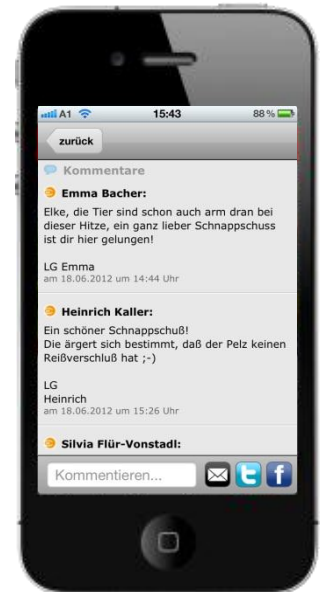 A1 15:43 88 %
zurück
Kommentare
Emma Bacher:
Elke, die Tier sind schon auch arm dran bei
dieser Hitze, ein ganz lieber Schnappschuss
ist dir hier gelungen!
LG Emma
am 18.06.2012 um 14:44 Uhr
Heinrich Kaller:
Ein schöner Schnappschuß!
Die ärgert sich bestimmt, daß der Pelz keinen
Reißverschluß hat ;-)
LG
Heinrich
am 18.06.2012 um 15:26 Uhr
Silvia Flür-Vonstadl:
Kommentieren...